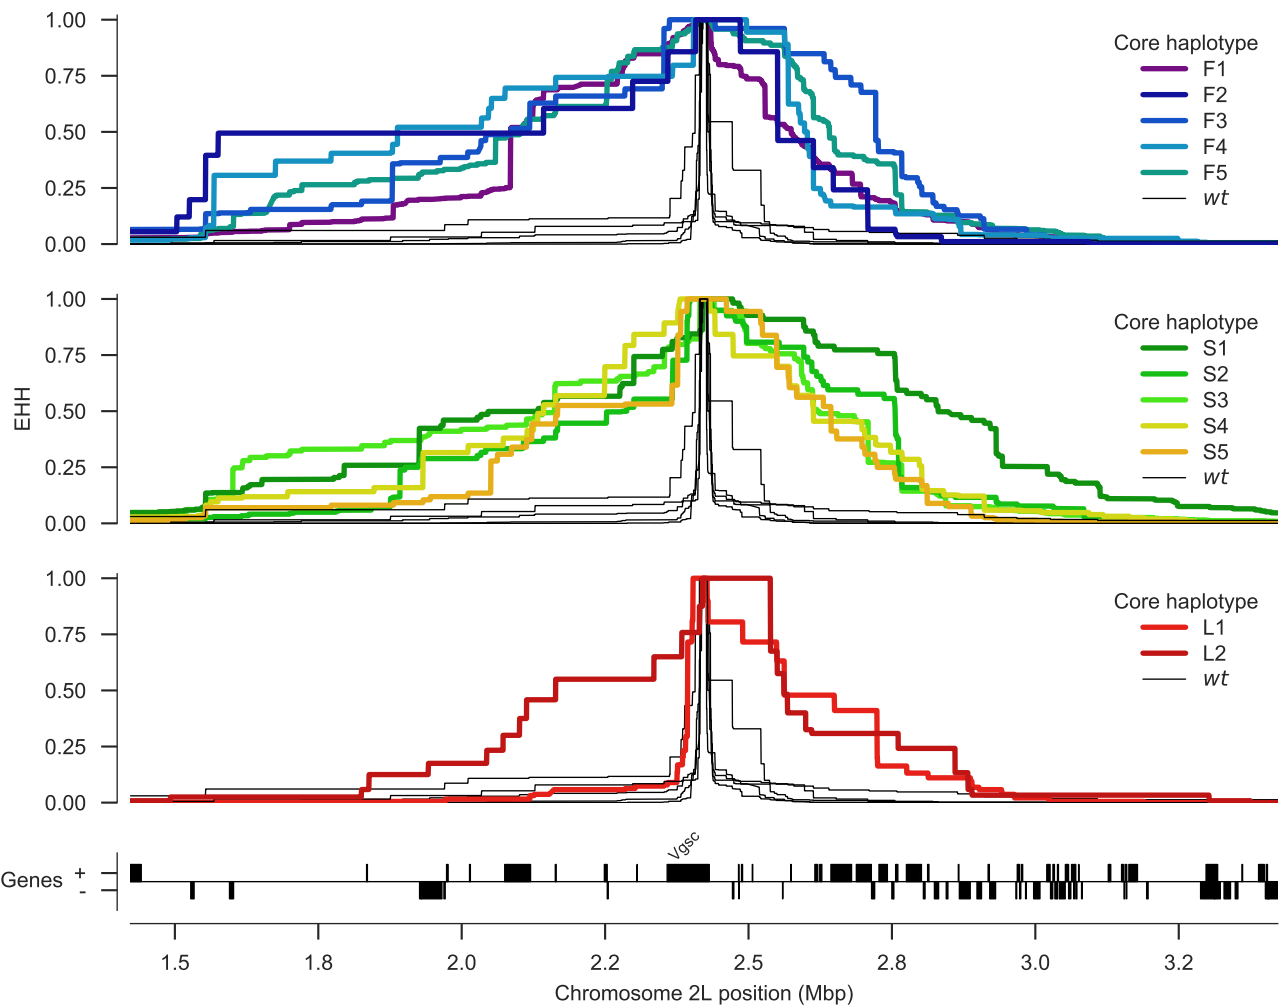 1.00
0.75
0.50
0.25
0.00
Core haplotype
F1
F2
F3
F4
F5
wt
EHH
1.00
0.75
0.50
0.25
0.00
Core haplotype
S1
S2
S3
S4
S5
wt
1.00
0.75
0.50
0.25
0.00
Core haplotype
L1
L2
wt
Vgsc
Genes + -
1.5 1.8 2.0 2.2 2.5 2.8 3.0 3.2
Chromosome 2L position (Mbp)